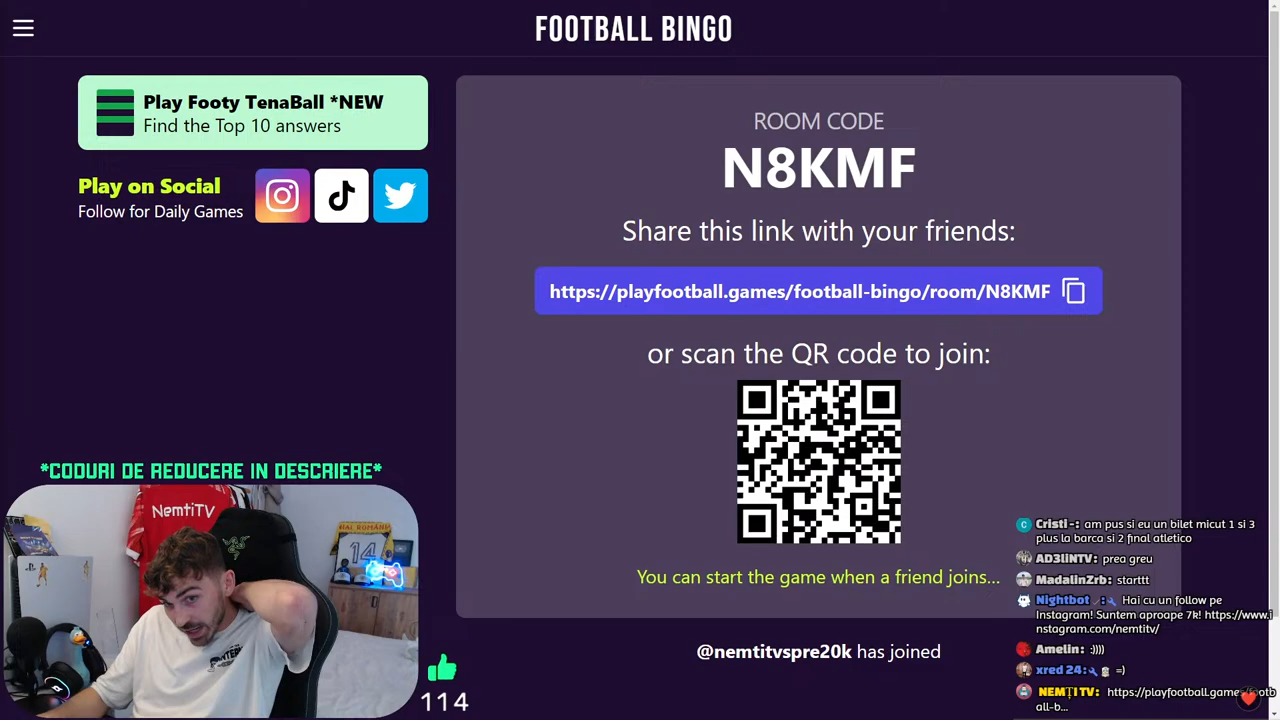 FOOTBALL BINGO
Play Footy TenaBall *NEW
Find the Top 10 answers
Play on Social
Follow for Daily Games
ROOM CODE
N8KMF
Share this link with your friends:
https://playfootball.games/football-bingo/room/N8KMF
or scan the QR code to join:
You can start the game when a friend joins...
@nemtitvspre20k has joined
*CODURI DE REDUCERE IN DESCRIERE*
NemtiTV
14
114
C Cristi -: am pus si eu un bilet micut 1 si 3
plus la barca si 2 final atletico
AD3liNTV: prea greu
MadalinZrb: starttt
Nightbot: Hai cu un follow pe
Instagram! Suntem aproape 7k! https://www.i
nstagram.com/nemtitv/
Amelin: :))))
xred 24: =)
NEMTI TV: https://playfootball.games/footb
all-b...